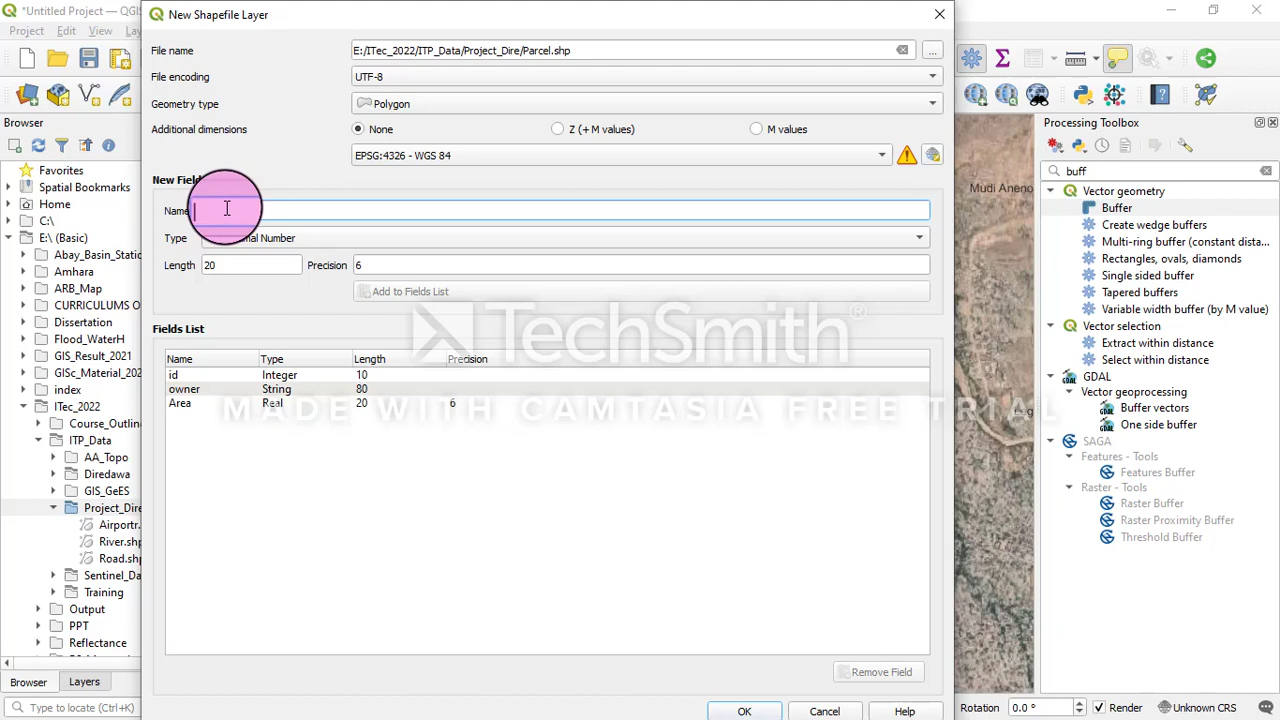 *Untitled Project — QGIS
New Shapefile Layer
Project Edit View
File name E:/ITec_2022/ITP_Data/Project_Dire/Parcel.shp ...
File encoding UTF-8
Geometry type Polygon
Additional dimensions None Z (+ M values) M values
EPSG:4326 - WGS 84
New Field
Name
Type Number
Length 20 Precision 6
Add to Fields List
Fields List
Name Type Length Precision
id Integer 10
owner String 80
Area Real 20 6
Remove Field
OK Cancel Help
Browser
Favorites
Spatial Bookmarks
Home
C:\
E:\ (Basic)
Abay_Basin_Static
Amhara
ARB_Map
CURRICULUMS O
Dissertation
Flood_WaterH
GIS_Result_2021
GISc_Material_202
index
ITec_2022
Course_Outlin
ITP_Data
AA_Topo
Diredawa
GIS_GeES
Project_Dire
Airportr.
River.shp
Road.shp
Sentinel_Da
Training
Output
PPT
Reflectance
Browser Layers
Type to locate (Ctrl+K)
Mudi Aneno
Leg
Processing Toolbox
buff
Vector geometry
Buffer
Create wedge buffers
Multi-ring buffer (constant dista...
Rectangles, ovals, diamonds
Single sided buffer
Tapered buffers
Variable width buffer (by M value)
Vector selection
Extract within distance
Select within distance
GDAL
Vector geoprocessing
Buffer vectors
One side buffer
SAGA
Features - Tools
Features Buffer
Raster - Tools
Raster Buffer
Raster Proximity Buffer
Threshold Buffer
Rotation 0.0 ° Render Unknown CRS
TechSmith®
MADE WITH CAMTASIA FREE TRIAL